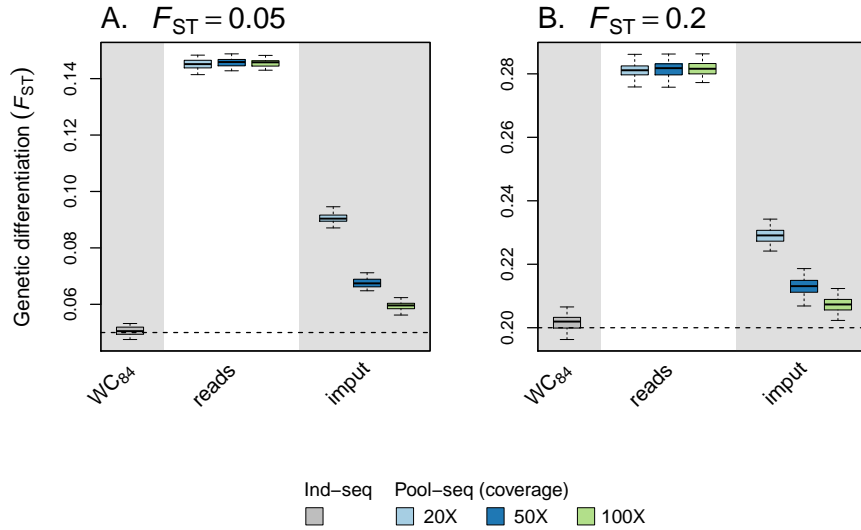 A. F_ST = 0.05
B. F_ST = 0.2
Genetic differentiation (F_ST)
0.14
0.12
0.10
0.08
0.06
0.28
0.26
0.24
0.22
0.20
WC84
reads
imput
WC84
reads
imput
Ind−seq Pool−seq (coverage)
20X 50X 100X